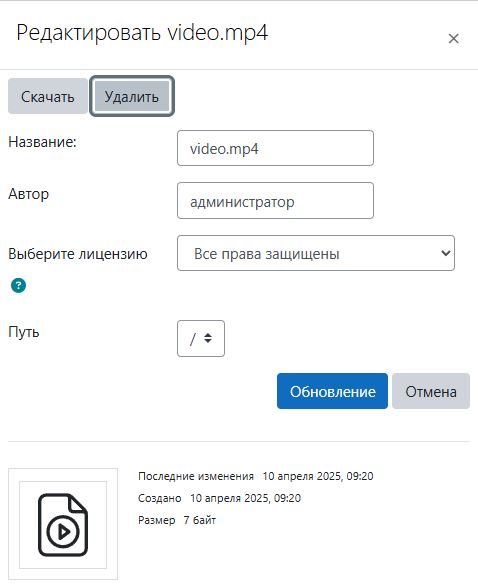 Редактировать video.mp4
×
Скачать Удалить
Название: video.mp4
Автор администратор
Выберите лицензию Все права защищены
?
Путь /
Обновление Отмена
Последние изменения 10 апреля 2025, 09:20
Создано 10 апреля 2025, 09:20
Размер 7 байт